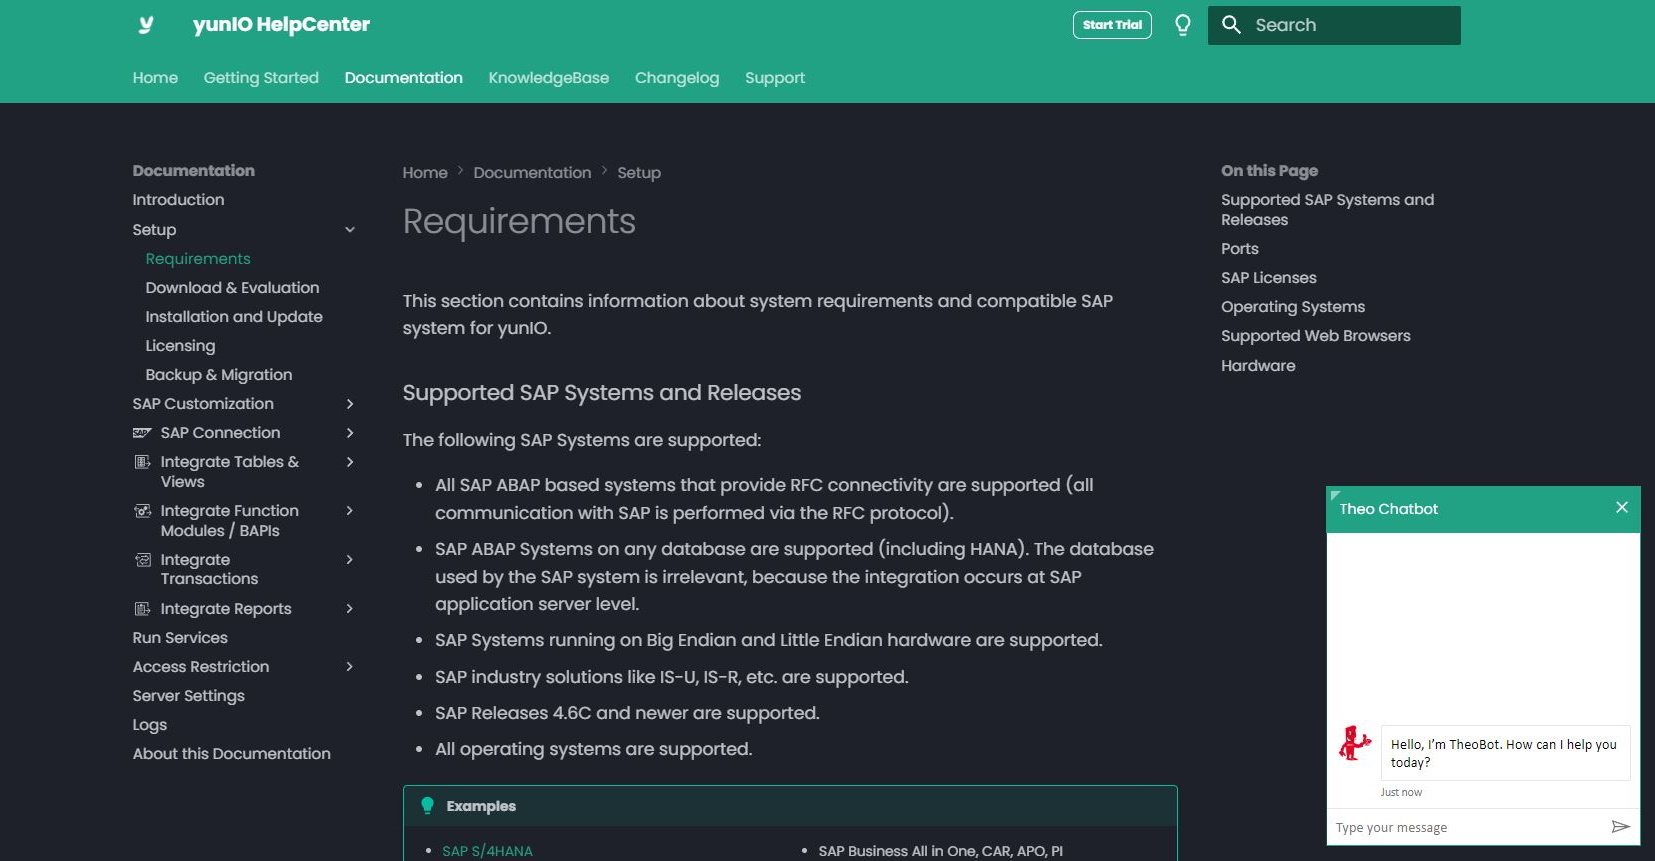 yunIO HelpCenter
Start Trial
Search
Home
Getting Started
Documentation
KnowledgeBase
Changelog
Support
Documentation
Introduction
Setup
Requirements
Download & Evaluation
Installation and Update
Licensing
Backup & Migration
SAP Customization
SAP SAP Connection
Integrate Tables &
Views
Integrate Function
Modules / BAPIs
Integrate
Transactions
Integrate Reports
Run Services
Access Restriction
Server Settings
Logs
About this Documentation
Home > Documentation > Setup
Requirements
This section contains information about system requirements and compatible SAP
system for yunIO.
Supported SAP Systems and Releases
The following SAP Systems are supported:
• All SAP ABAP based systems that provide RFC connectivity are supported (all
communication with SAP is performed via the RFC protocol).
• SAP ABAP Systems on any database are supported (including HANA). The database
used by the SAP system is irrelevant, because the integration occurs at SAP
application server level.
• SAP Systems running on Big Endian and Little Endian hardware are supported.
• SAP industry solutions like IS-U, IS-R, etc. are supported.
• SAP Releases 4.6C and newer are supported.
• All operating systems are supported.
Examples
• SAP S/4HANA
• SAP Business All in One, CAR, APO, PI
On this Page
Supported SAP Systems and
Releases
Ports
SAP Licenses
Operating Systems
Supported Web Browsers
Hardware
Theo Chatbot
Hello, I'm TheoBot. How can I help you
today?
Just now
Type your message